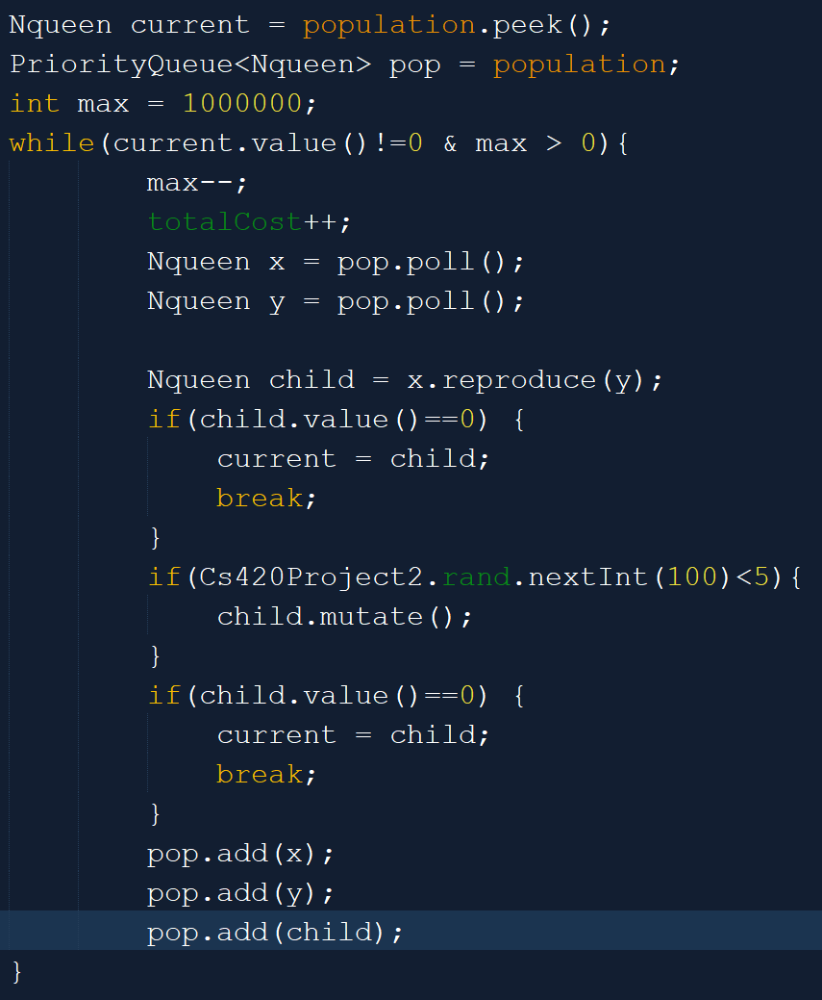 Nqueen current = population.peek();
PriorityQueue<Nqueen> pop = population;
int max = 1000000;
while(current.value()!=0 & max > 0){
        max--;
        totalCost++;
        Nqueen x = pop.poll();
        Nqueen y = pop.poll();

        Nqueen child = x.reproduce(y);
        if(child.value()==0) {
            current = child;
            break;
        }
        if(Cs420Project2.rand.nextInt(100)<5){
            child.mutate();
        }
        if(child.value()==0) {
            current = child;
            break;
        }
        pop.add(x);
        pop.add(y);
        pop.add(child);
}